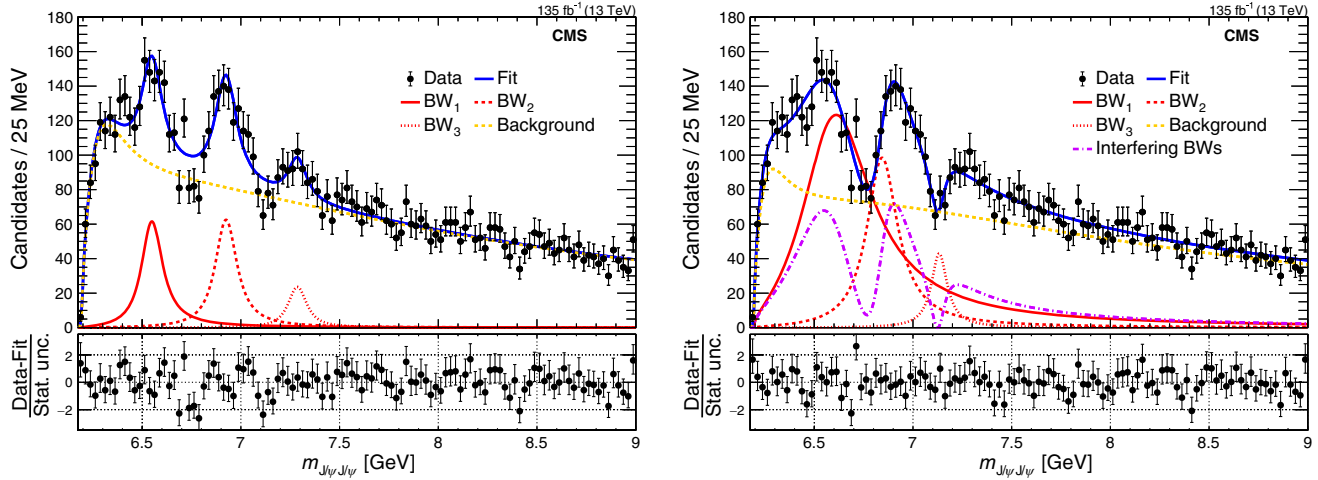 135 fb⁻¹ (13 TeV)
CMS
Data
Fit
BW₁
BW₂
BW₃
Background
Candidates / 25 MeV
180
160
140
120
100
80
60
40
20
0
Data-Fit
Stat. unc.
2
0
−2
6.5 7 7.5 8 8.5 9
m_J/ψJ/ψ [GeV]
135 fb⁻¹ (13 TeV)
CMS
Data
Fit
BW₁
BW₂
BW₃
Background
Interfering BWs
Candidates / 25 MeV
180
160
140
120
100
80
60
40
20
0
Data-Fit
Stat. unc.
2
0
−2
6.5 7 7.5 8 8.5 9
m_J/ψJ/ψ [GeV]